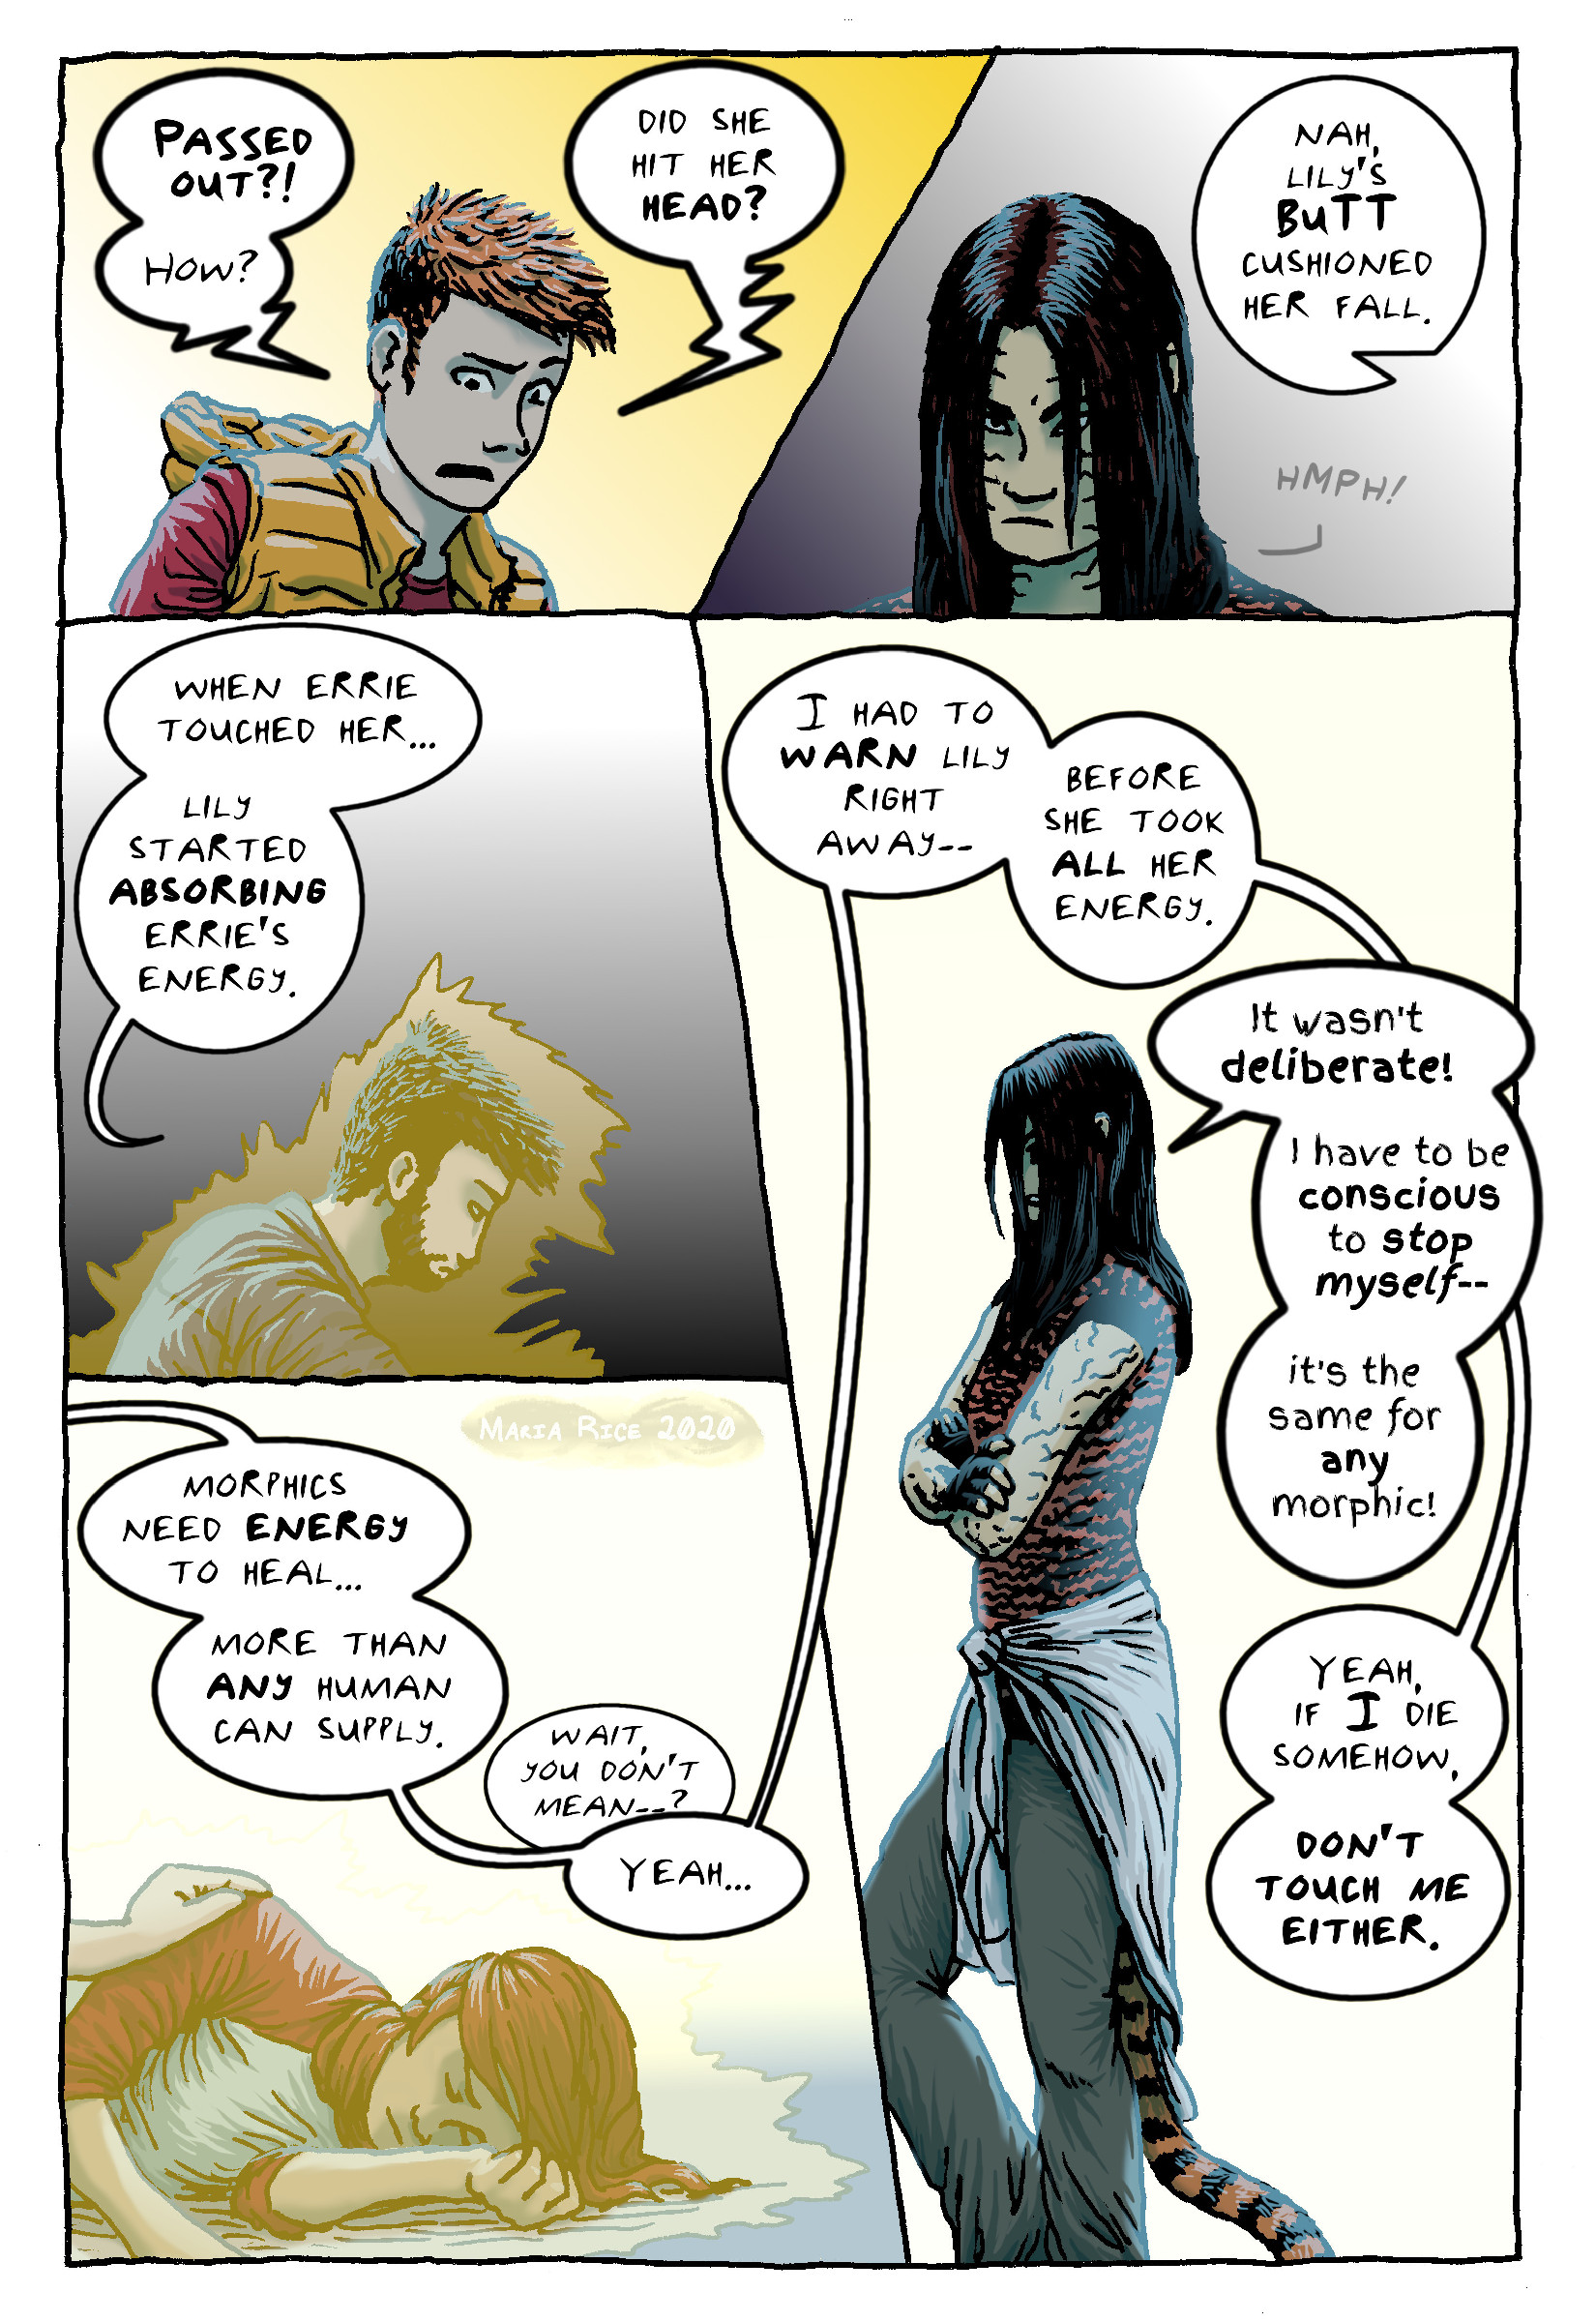 PASSED
OUT?!
HOW?
DID SHE
HIT HER
HEAD?
NAH,
LILY'S
BUTT
CUSHIONED
HER FALL.
HMPH!
WHEN ERRIE
TOUCHED HER...
LILY
STARTED
ABSORBING
ERRIE'S
ENERGY.
I HAD TO
WARN LILY
RIGHT
AWAY--
BEFORE
SHE TOOK
ALL HER
ENERGY.
It wasn't
deliberate!
I have to be
conscious
to stop
myself--
it's the
same for
any
morphic!
YEAH,
IF I DIE
SOMEHOW,
DON'T
TOUCH ME
EITHER.
MARIA RICE 2020
MORPHICS
NEED ENERGY
TO HEAL...
MORE THAN
ANY HUMAN
CAN SUPPLY.
WAIT,
YOU DON'T
MEAN--?
YEAH...